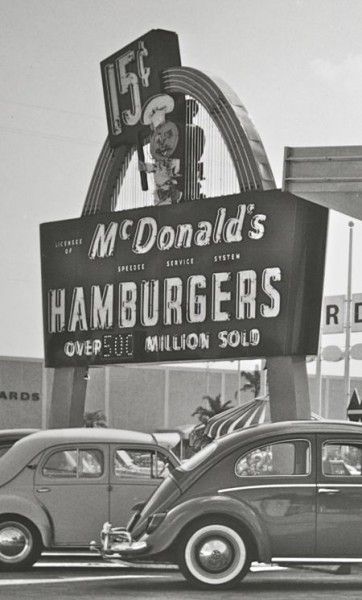 15¢
LICENSEE
OF
McDonald's
SPEEDEE SERVICE SYSTEM
HAMBURGERS
OVER 500 MILLION SOLD
RD
ARDS